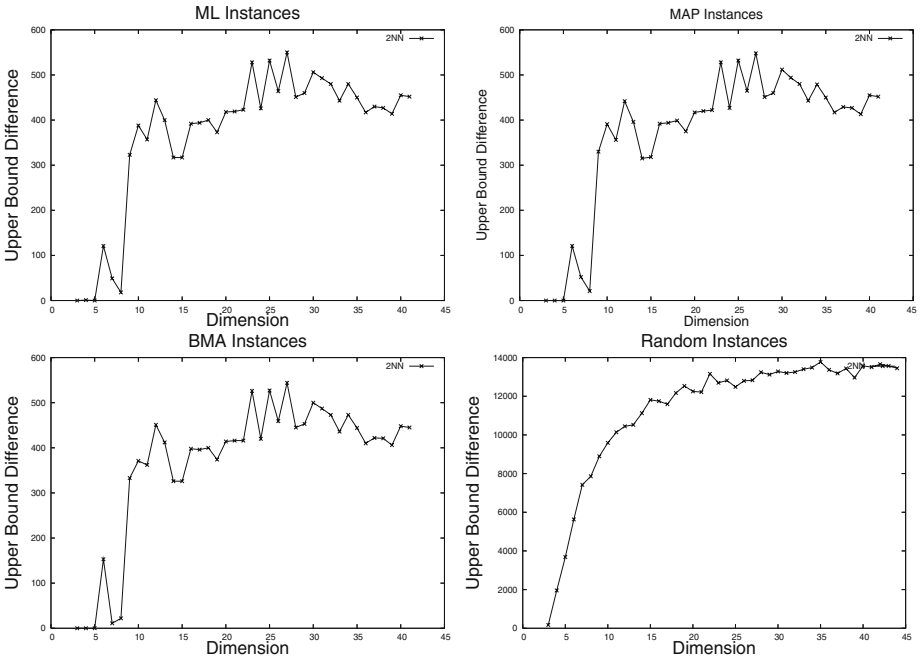 ML Instances
Upper Bound Difference
600
500
400
300
200
100
0
2NN
0 5 10 15 20 25 30 35 40 45
Dimension
MAP Instances
Upper Bound Difference
600
500
400
300
200
100
0
2NN
0 5 10 15 20 25 30 35 40 45
Dimension
BMA Instances
Upper Bound Difference
600
500
400
300
200
100
0
2NN
0 5 10 15 20 25 30 35 40 45
Dimension
Random Instances
Upper Bound Difference
14000
12000
10000
8000
6000
4000
2000
0
2NN
0 5 10 15 20 25 30 35 40 45
Dimension